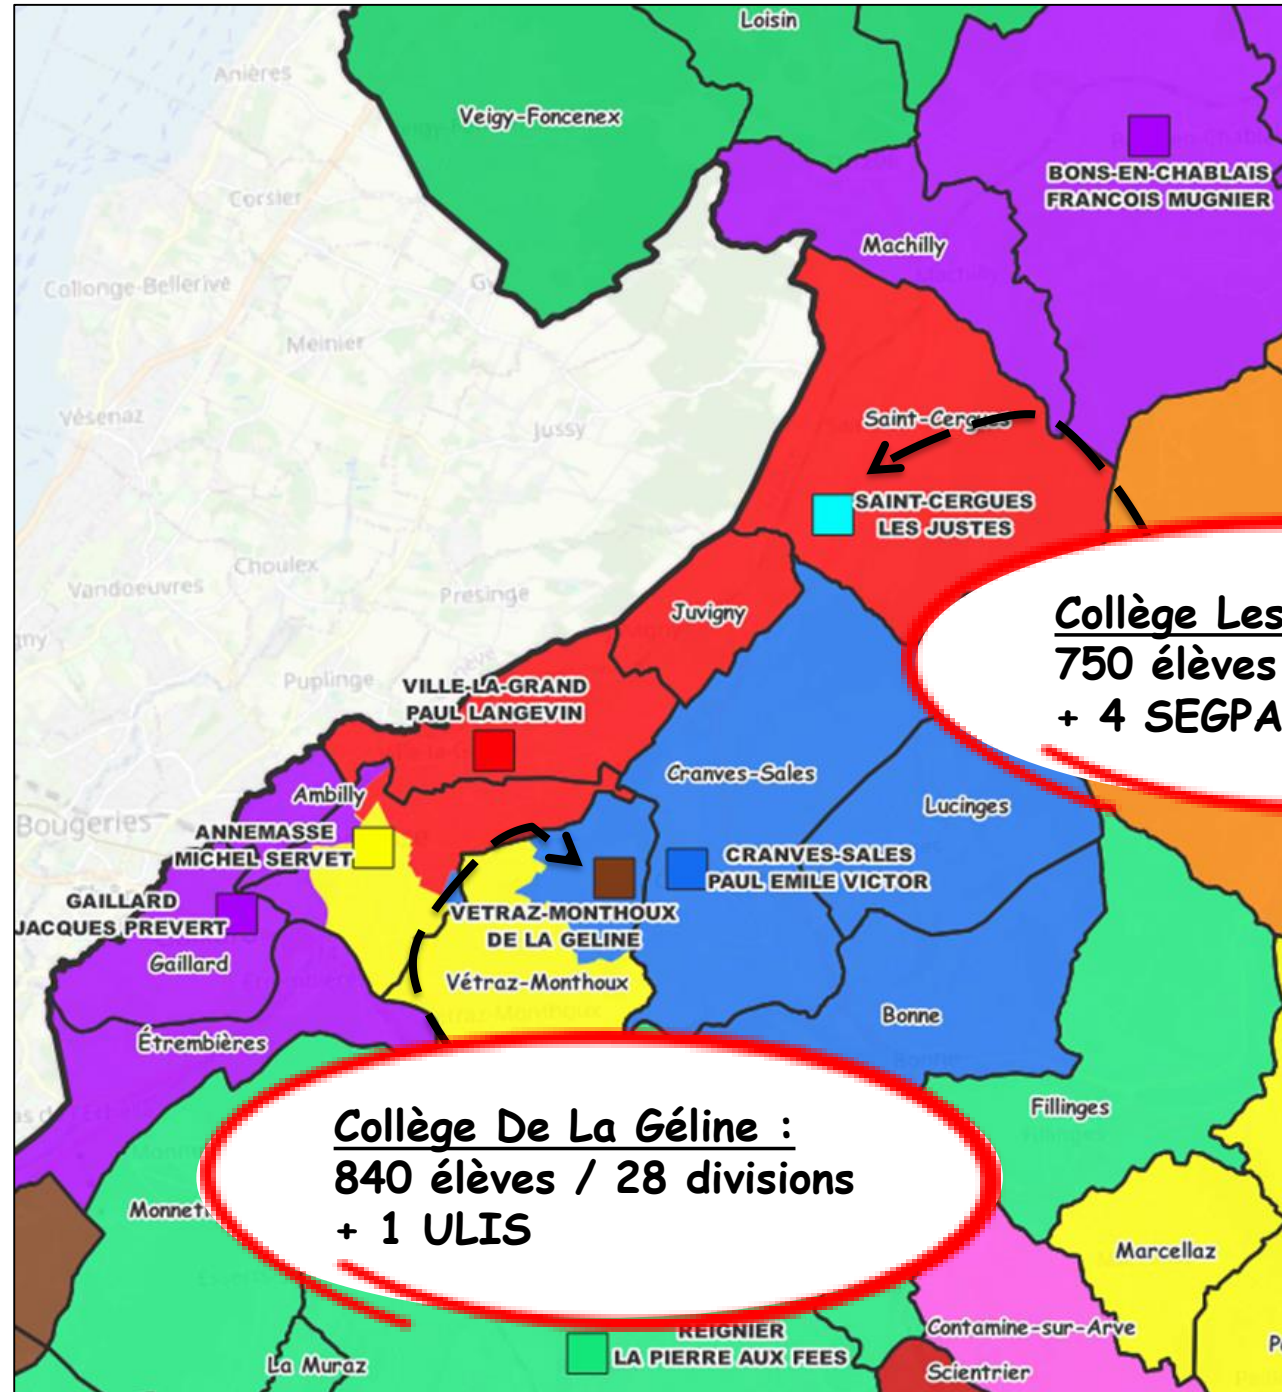 Loisin
Anières
Veigy-Foncenex
BONS-EN-CHABLAIS
FRANCOIS MUGNIER
Corsier
Machilly
Collonge-Bellerive
Meinier
Vésenaz
Jussy
Saint-Cergues
SAINT-CERGUES
LES JUSTES
Choulex
Vandoeuvres
Presinge
Juvigny
Collège Les
750 élèves
+ 4 SEGPA
Puplinge
VILLE-LA-GRAND
PAUL LANGEVIN
Cranves-Sales
Lucinges
Ambilly
Bougeries
ANNEMASSE
MICHEL SERVET
CRANVES-SALES
PAUL EMILE VICTOR
GAILLARD
JACQUES PREVERT
VETRAZ-MONTHOUX
DE LA GELINE
Gaillard
Vétraz-Monthoux
Bonne
Étrembières
Fillinges
Collège De La Géline :
840 élèves / 28 divisions
+ 1 ULIS
Marcellaz
Contamine-sur-Arve
REIGNIER
LA PIERRE AUX FEES
La Muraz
Scientrier